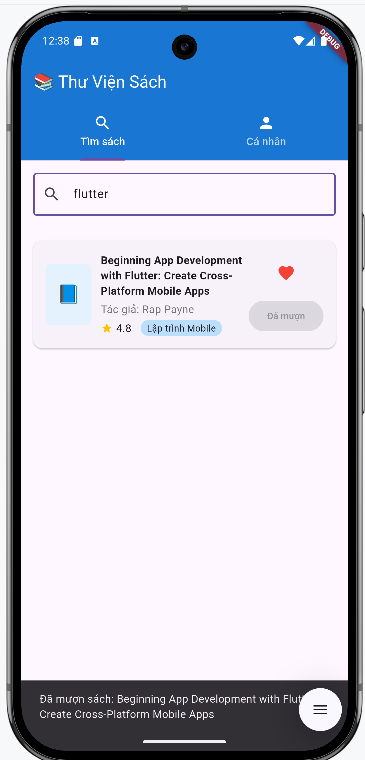 12:38
DEBUG
Thư Viện Sách
Tìm sách
Cá nhân
flutter
Beginning App Development
with Flutter: Create Cross-
Platform Mobile Apps
Tác giả: Rap Payne
4.8
Lập trình Mobile
Đã mượn
Đã mượn sách: Beginning App Development with
Create Cross-Platform Mobile Apps